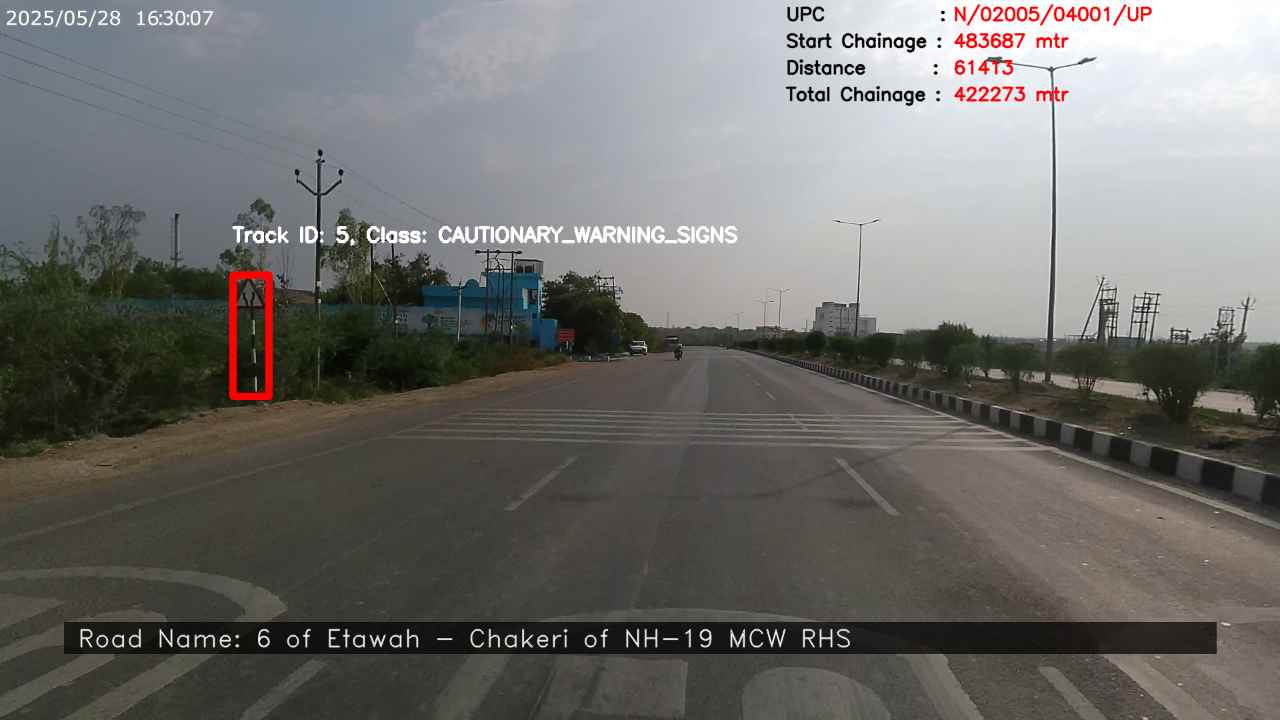 2025/05/28 16:30:07
UPC : N/02005/04001/UP
Start Chainage : 483687 mtr
Distance : 61413
Total Chainage : 422273 mtr
Track ID: 5, Class: CAUTIONARY_WARNING_SIGNS
Road Name: 6 of Etawah - Chakeri of NH-19 MCW RHS